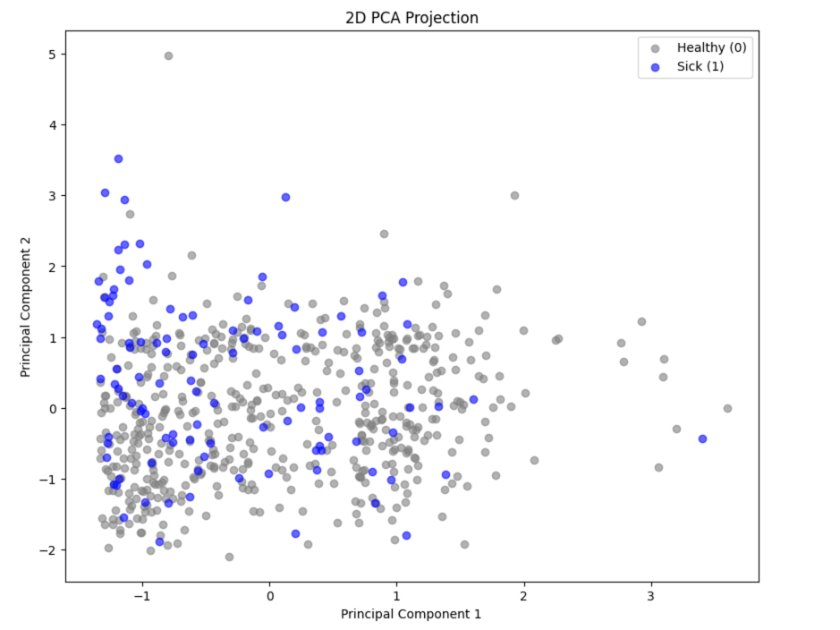 2D PCA Projection
Healthy (0)
Sick (1)
5
4
3
2
1
0
−1
−2
Principal Component 2
−1
0
1
2
3
Principal Component 1